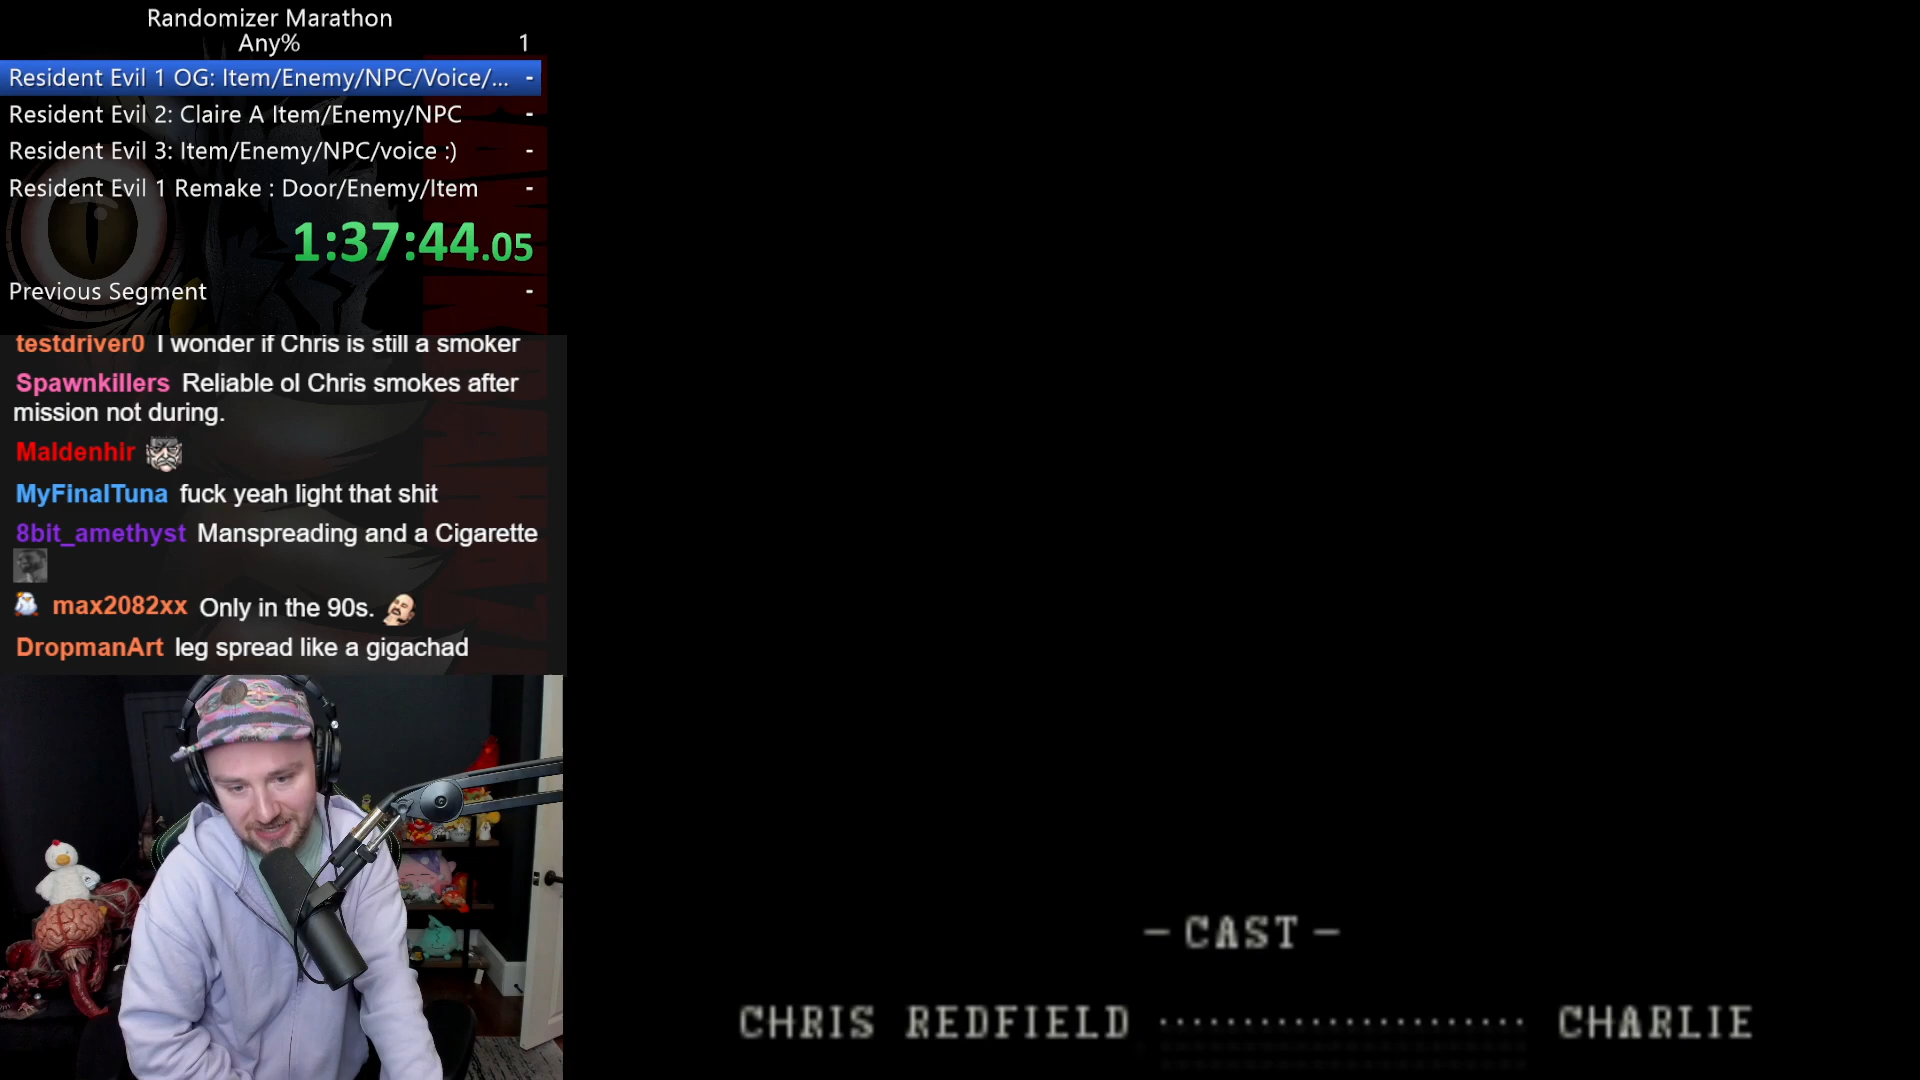 Randomizer Marathon
Any% 1
Resident Evil 1 OG: Item/Enemy/NPC/Voice/... -
Resident Evil 2: Claire A Item/Enemy/NPC -
Resident Evil 3: Item/Enemy/NPC/voice :) -
Resident Evil 1 Remake : Door/Enemy/Item -
1:37:44.05
Previous Segment -
testdriver0 I wonder if Chris is still a smoker
Spawnkillers Reliable ol Chris smokes after
mission not during.
Maldenhir
MyFinalTuna fuck yeah light that shit
8bit_amethyst Manspreading and a Cigarette
max2082xx Only in the 90s.
DropmanArt leg spread like a gigachad
– CAST –
CHRIS REDFIELD ........................ CHARLIE